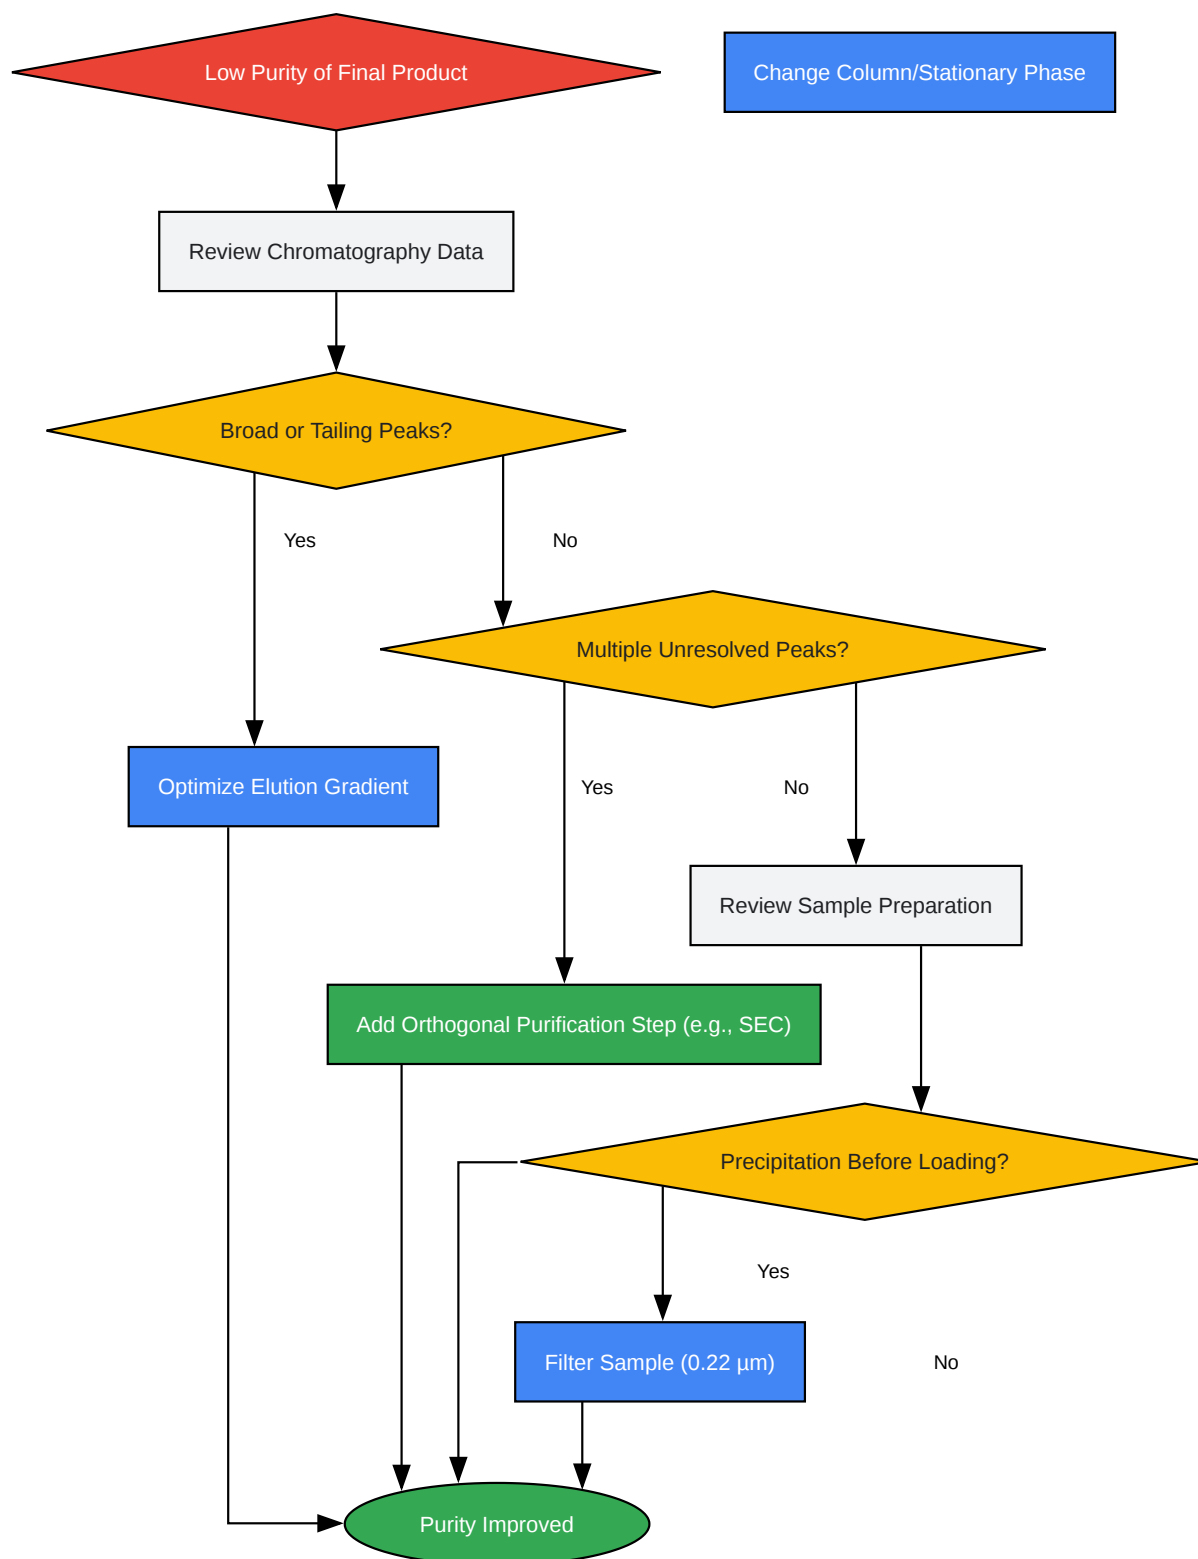 Low Purity of Final Product
Change Column/Stationary Phase
Review Chromatography Data
Broad or Tailing Peaks?
Yes
No
Multiple Unresolved Peaks?
Optimize Elution Gradient
Yes
No
Review Sample Preparation
Add Orthogonal Purification Step (e.g., SEC)
Precipitation Before Loading?
Yes
Filter Sample (0.22 µm)
No
Purity Improved